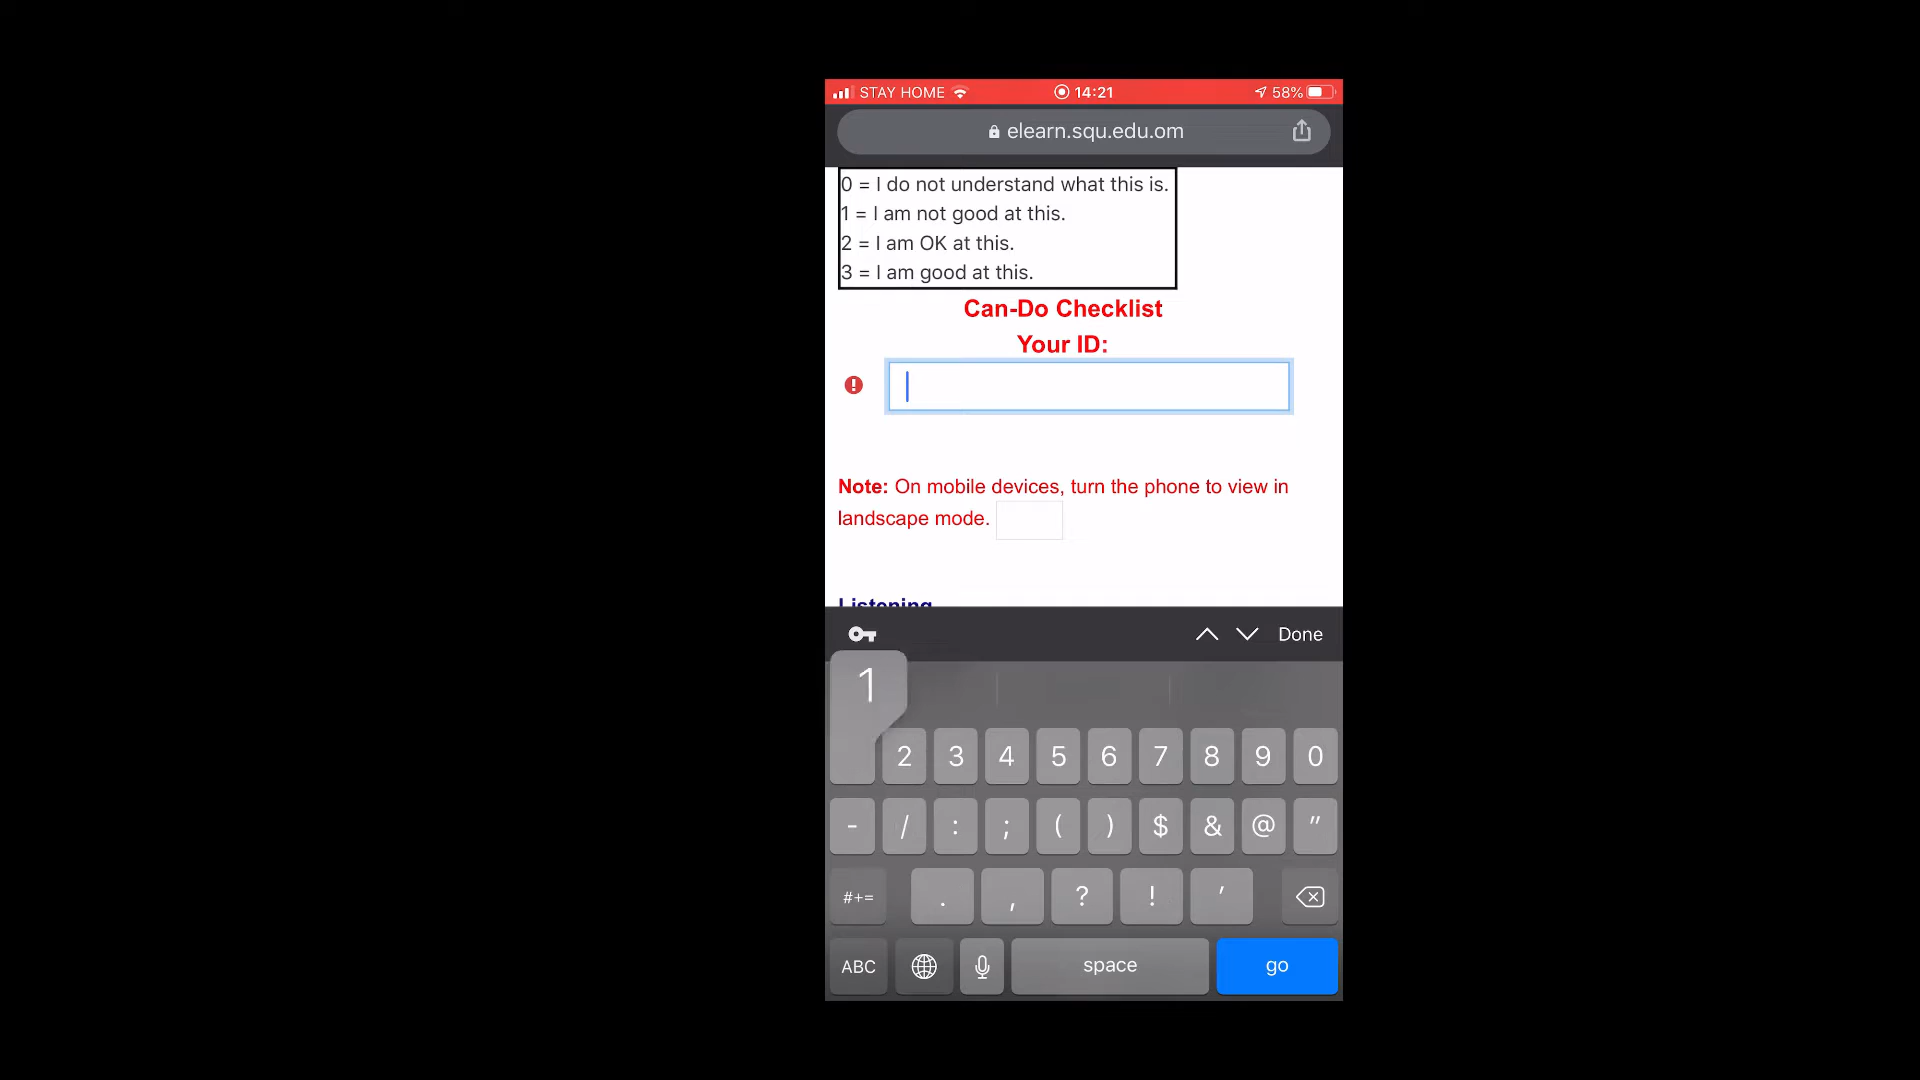 STAY HOME 14:21 58%
elearn.squ.edu.om
0 = I do not understand what this is.
1 = I am not good at this.
2 = I am OK at this.
3 = I am good at this.
Can-Do Checklist
Your ID:
Note: On mobile devices, turn the phone to view in
landscape mode.
Listening
Done
1
2 3 4 5 6 7 8 9 0
- / : ; ( ) $ & @ "
#+= . , ? ! '
ABC space go